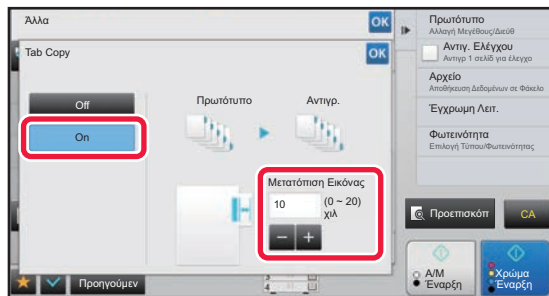 Άλλα
OK
Tab Copy
OK
Off
On
Πρωτότυπο
Αντιγρ.
Μετατόπιση Εικόνας
10
(0 ~ 20)
χιλ
Προηγούμεν
3
4
Πρωτότυπο
Αλλαγή Μεγέθους/Διεύθ
Αντιγ. Ελέγχου
Αντιγρ 1 σελίδ για έλεγχο
Αρχείο
Αποθήκευση Δεδομένων σε Φάκελο
Έγχρωμη Λειτ.
Φωτεινότητα
Επιλογή Τύπου/Φωτεινότητας
Προεπισκόπ
CA
Α/Μ
Έναρξη
Χρώμα
Έναρξη